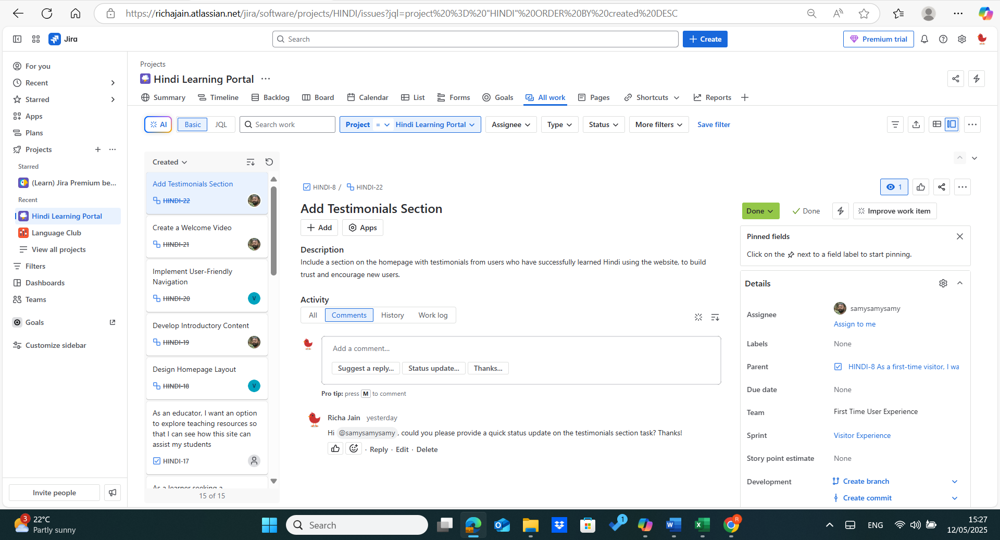 https://richajain.atlassian.net/jira/software/projects/HINDI/issues?jql=project%20%3D%20"HINDI"%20ORDER%20BY%20created%20DESC
Jira
Search
Create
Premium trial
For you
Recent
Starred
Apps
Plans
Projects
Starred
(Learn) Jira Premium be...
Recent
Hindi Learning Portal
Language Club
View all projects
Filters
Dashboards
Teams
Goals
Customize sidebar
Invite people
Projects
Hindi Learning Portal
Summary Timeline Backlog Board Calendar List Forms Goals All work Pages Shortcuts Reports
AI Basic JQL Search work Project = Hindi Learning Portal Assignee Type Status More filters Save filter
Created
Add Testimonials Section
HINDI-22
Create a Welcome Video
HINDI-21
Implement User-Friendly
Navigation
HINDI-20
V
Develop Introductory Content
HINDI-19
Design Homepage Layout
HINDI-18
V
As an educator, I want an option
to explore teaching resources so
that I can see how this site can
assist my students
HINDI-17
As a learner seeking a
15 of 15
HINDI-8 / HINDI-22
Add Testimonials Section
Add Apps
Description
Include a section on the homepage with testimonials from users who have successfully learned Hindi using the website, to build
trust and encourage new users.
Activity
All Comments History Work log
Add a comment...
Suggest a reply... Status update... Thanks...
Pro tip: press M to comment
Richa Jain yesterday
Hi @samysamysamy , could you please provide a quick status update on the testimonials section task? Thanks!
· Reply · Edit · Delete
1
Done Done Improve work item
Pinned fields
Click on the next to a field label to start pinning.
Details
Assignee samysamysamy
Assign to me
Labels None
Parent HINDI-8 As a first-time visitor, I wa
Due date None
Team First Time User Experience
Sprint Visitor Experience
Story point estimate None
Development Create branch
Create commit
3
22°C
Partly sunny
Search
1
R
ENG
15:27
12/05/2025